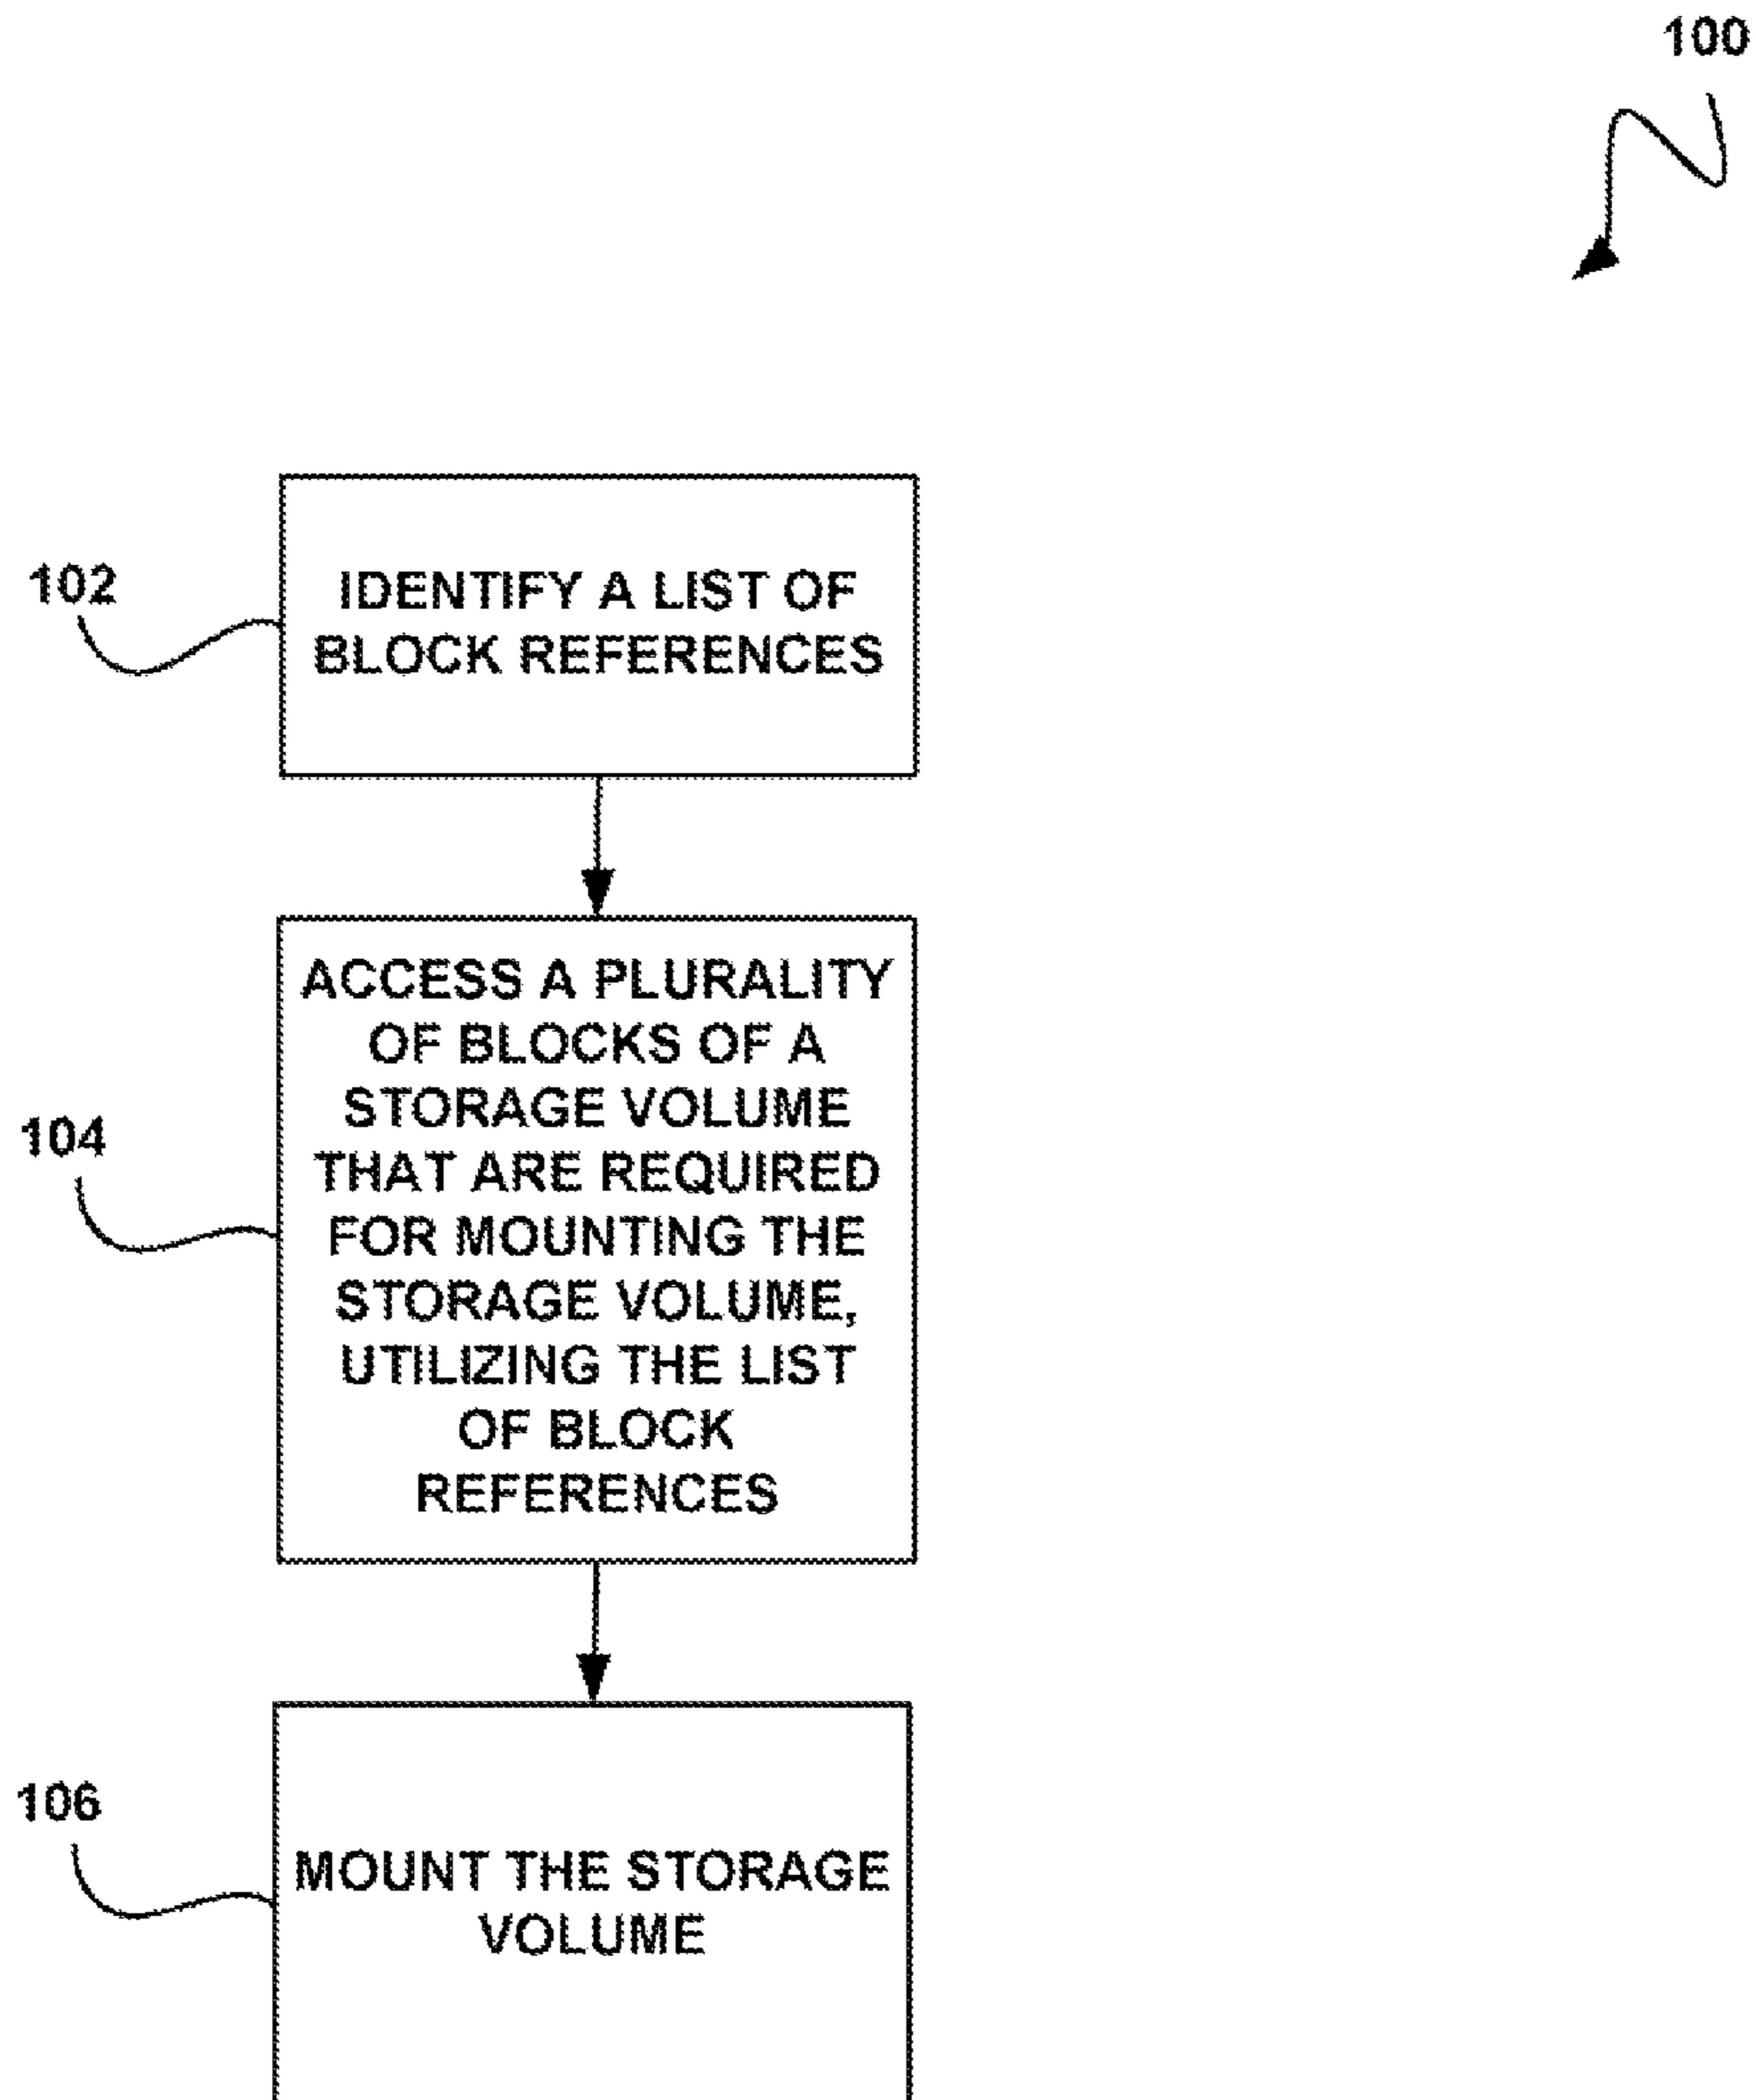 100
102
IDENTIFY A LIST OF
BLOCK REFERENCES
104
ACCESS A PLURALITY
OF BLOCKS OF A
STORAGE VOLUME
THAT ARE REQUIRED
FOR MOUNTING THE
STORAGE VOLUME,
UTILIZING THE LIST
OF BLOCK
REFERENCES
106
MOUNT THE STORAGE
VOLUME